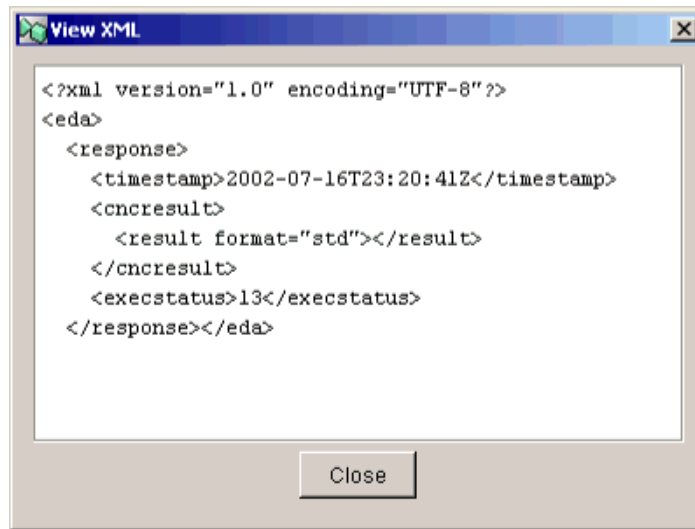 View XML
<?xml version="1.0" encoding="UTF-8"?>
<eda>
  <response>
    <timestamp>2002-07-16T23:20:41Z</timestamp>
    <cncresult>
      <result format="std"></result>
    </cncresult>
    <execstatus>13</execstatus>
  </response></eda>
Close